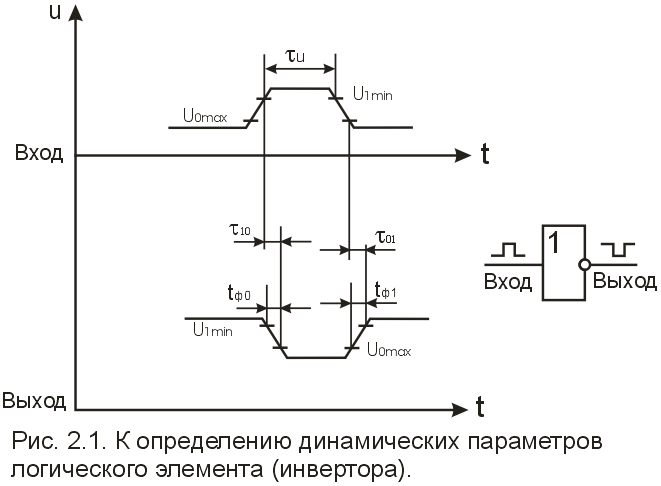 u
τu
U1min
U0max
Вход
t
τ10
τ01
1
Вход
Выход
tф0
tф1
U1min
U0max
Выход
t
Рис. 2.1. К определению динамических параметров
логического элемента (инвертора).